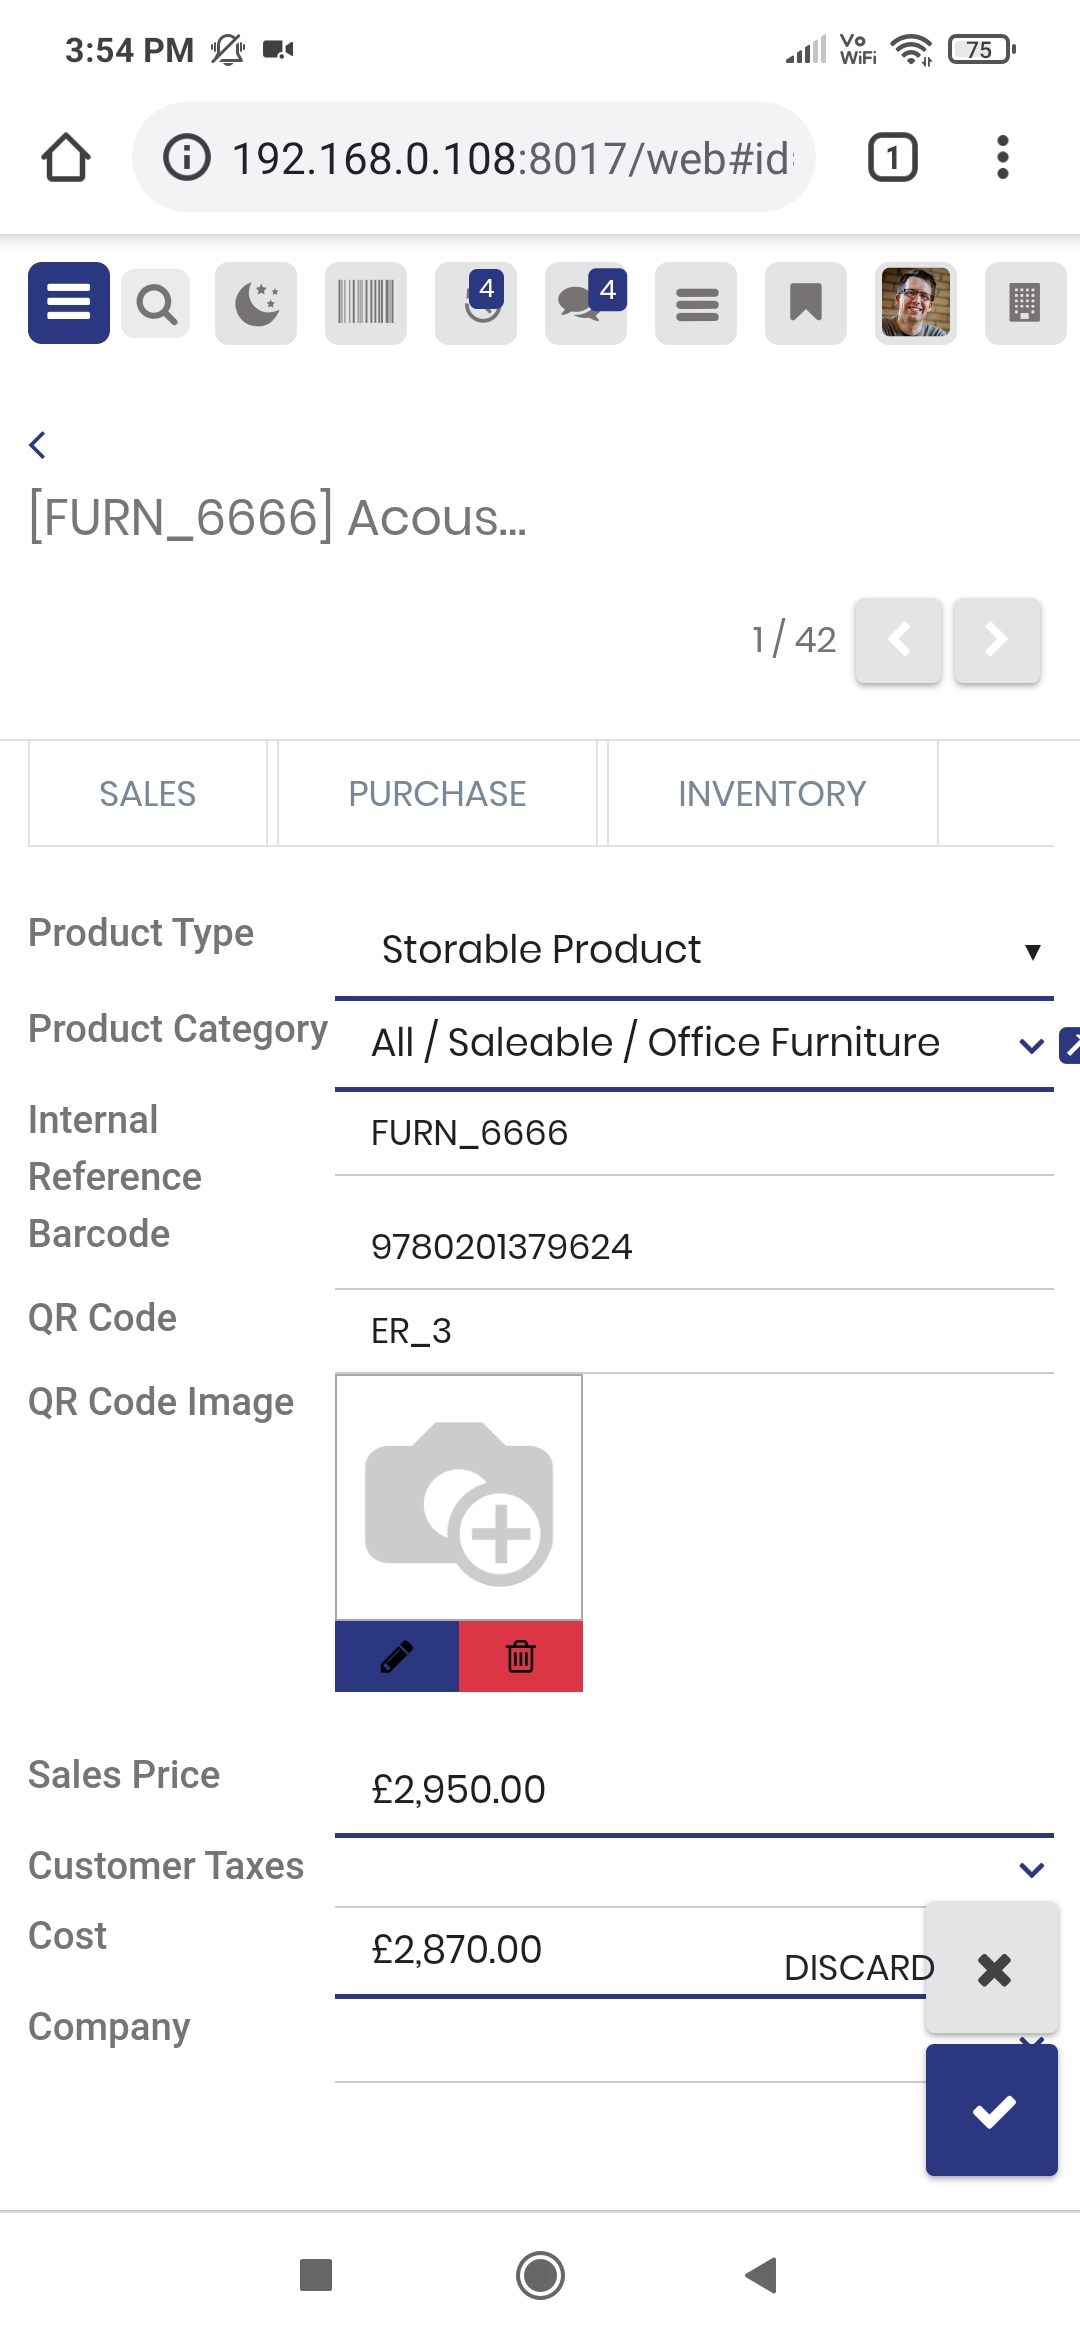 3:54 PM
Vo
WiFi
75
192.168.0.108:8017/web#id
1
4
4
[FURN_6666] Acous...
1 / 42
SALES
PURCHASE
INVENTORY
Product Type
Storable Product
Product Category
All / Saleable / Office Furniture
Internal
Reference
FURN_6666
Barcode
9780201379624
QR Code
ER_3
QR Code Image
Sales Price
£2,950.00
Customer Taxes
Cost
£2,870.00
DISCARD
Company